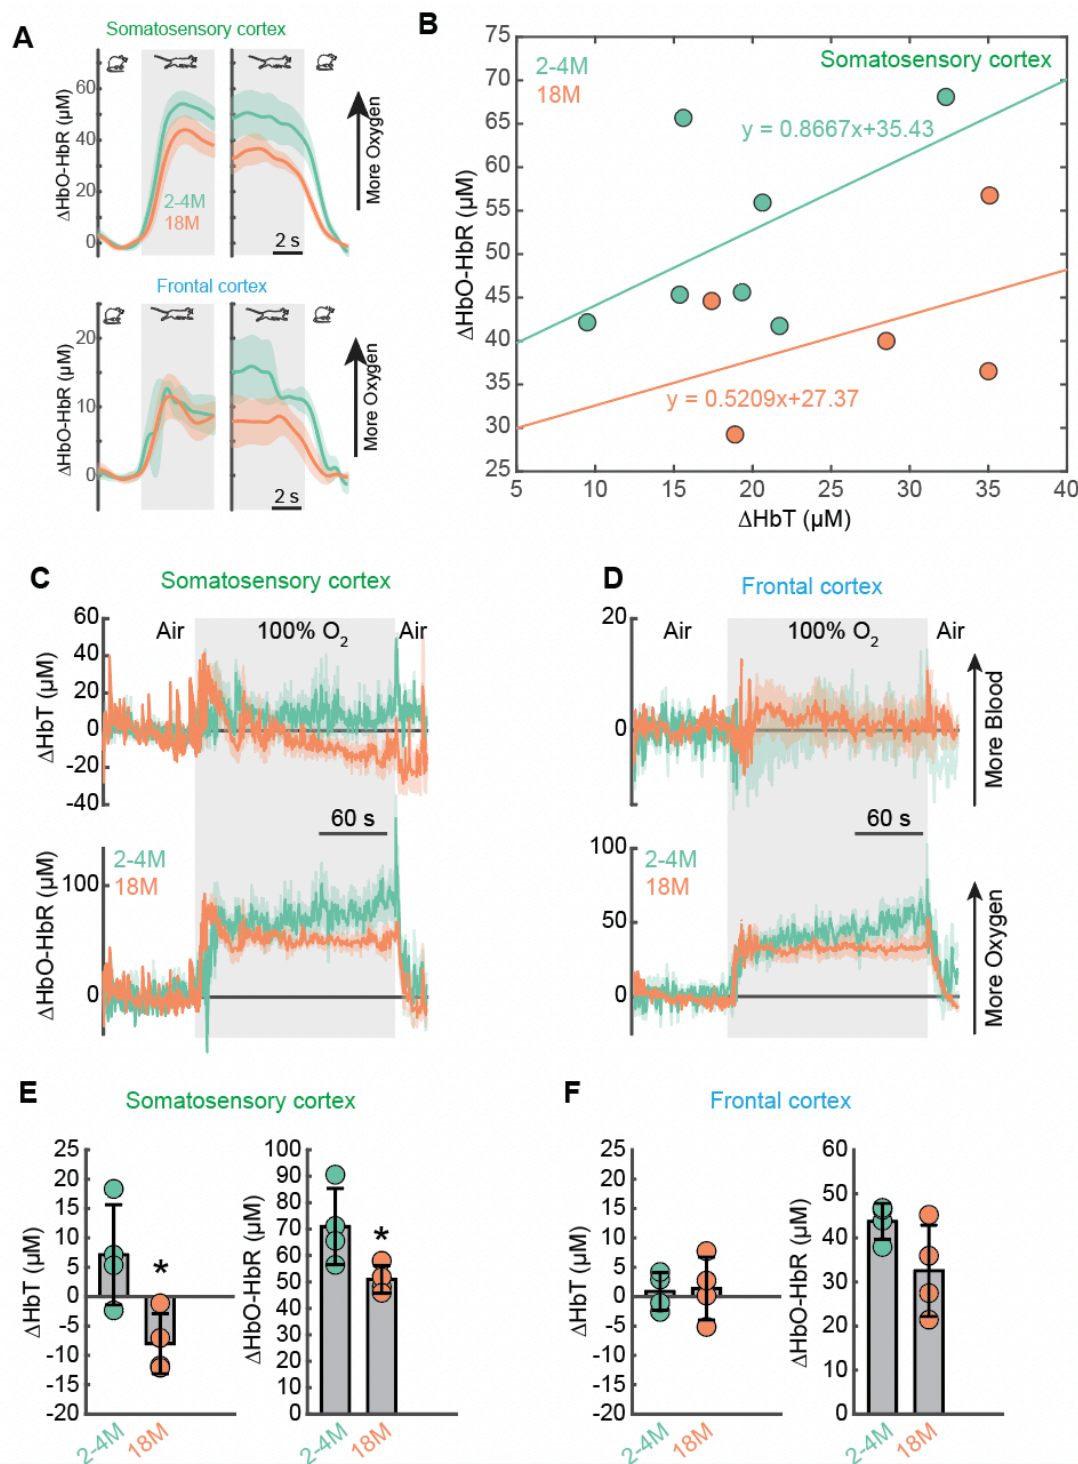 A
Somatosensory cortex
60
40
20
0
ΔHbO-HbR (µM)
2-4M
18M
2 s
More Oxygen
Frontal cortex
20
10
0
ΔHbO-HbR (µM)
2 s
More Oxygen
B
75
70
65
60
55
50
45
40
35
30
25
ΔHbO-HbR (µM)
2-4M
18M
Somatosensory cortex
y = 0.8667x+35.43
y = 0.5209x+27.37
5 10 15 20 25 30 35 40
ΔHbT (µM)
C
Somatosensory cortex
60
40
20
0
-20
-40
ΔHbT (µM)
Air 100% O2 Air
60 s
100
0
ΔHbO-HbR (µM)
2-4M
18M
D
Frontal cortex
20
0
Air 100% O2 Air
More Blood
60 s
100
50
0
2-4M
18M
More Oxygen
E
Somatosensory cortex
25
20
15
10
5
0
-5
-10
-15
-20
ΔHbT (µM)
*
2-4M 18M
100
90
80
70
60
50
40
30
20
10
0
ΔHbO-HbR (µM)
*
2-4M 18M
F
Frontal cortex
25
20
15
10
5
0
-5
-10
-15
-20
ΔHbT (µM)
2-4M 18M
60
50
40
30
20
10
0
ΔHbO-HbR (µM)
2-4M 18M